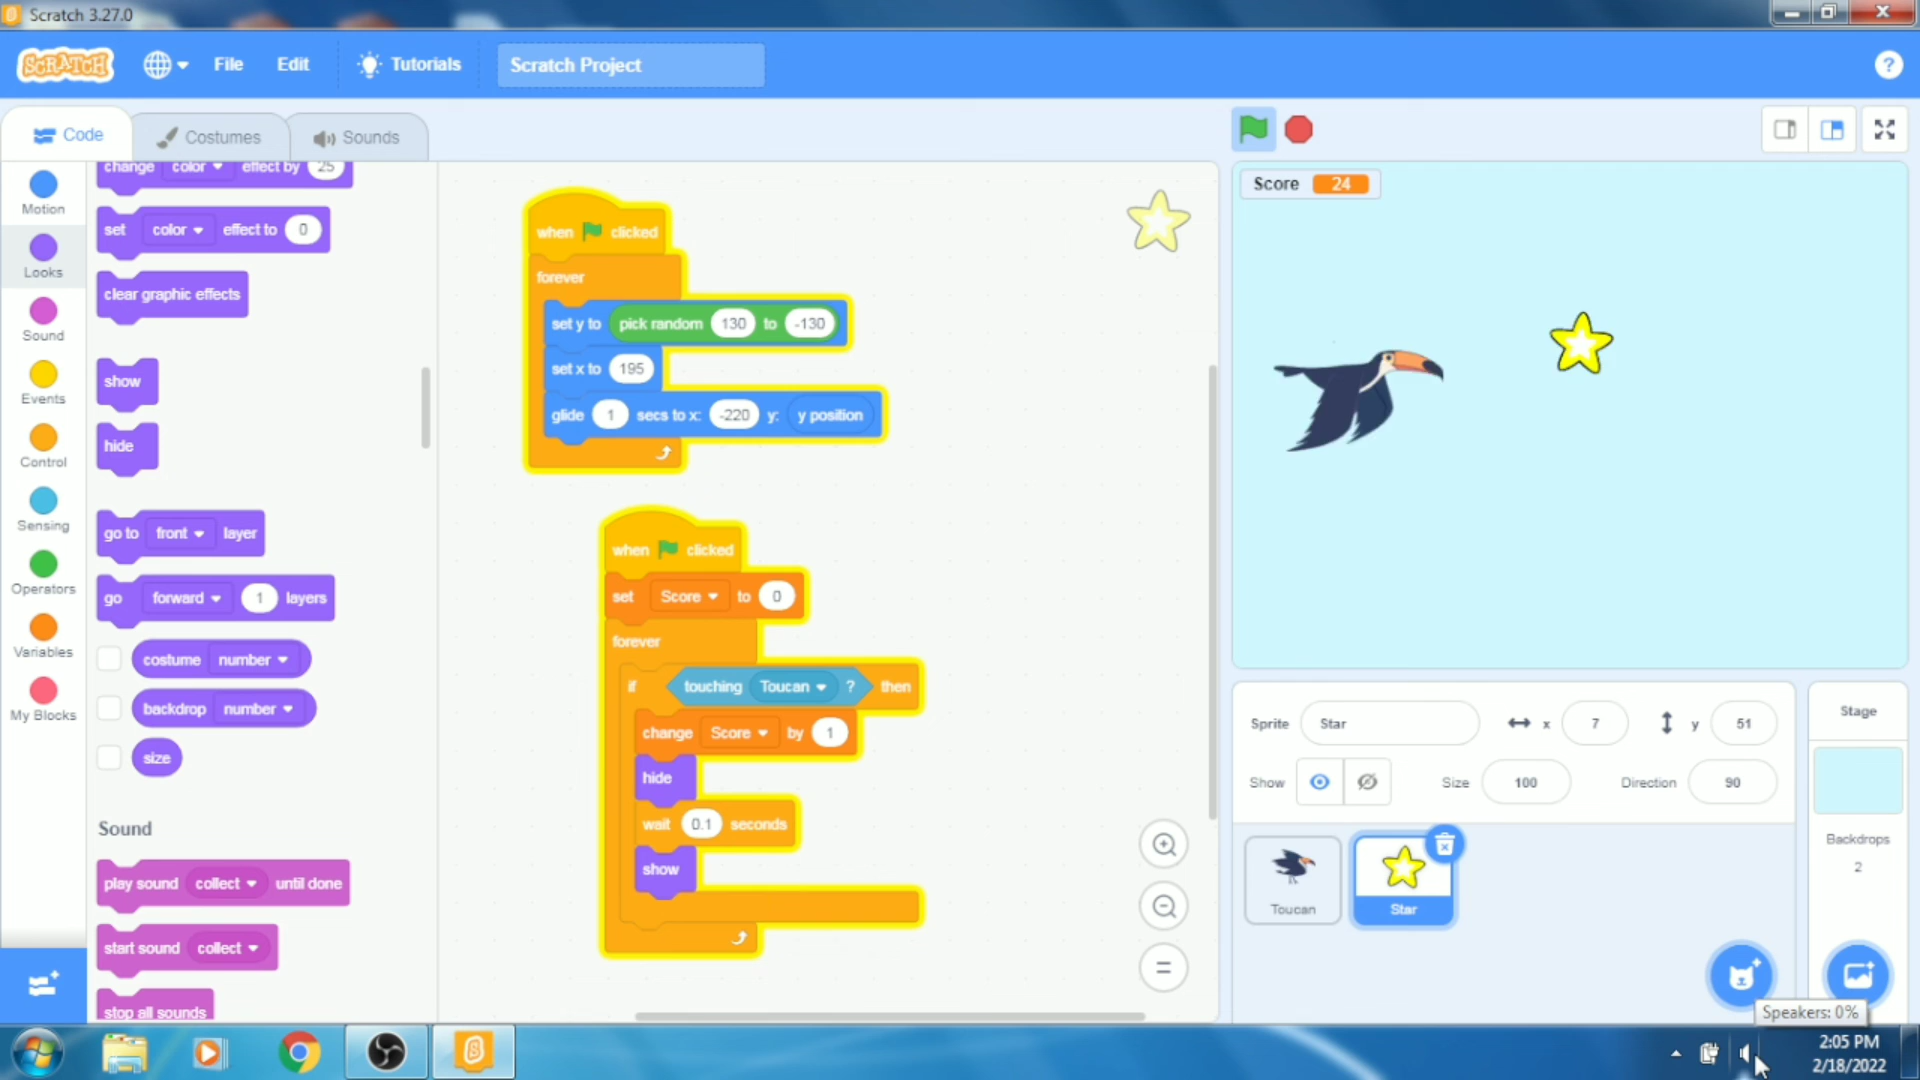 Scratch 3.27.0
SCRATCH
File
Edit
Tutorials
Scratch Project
?
Code
Costumes
Sounds
Motion
Looks
Sound
Events
Control
Sensing
Operators
Variables
My Blocks
change color effect by 25
set color effect to 0
clear graphic effects
show
hide
go to front layer
go forward 1 layers
costume number
backdrop number
size
Sound
play sound collect until done
start sound collect
stop all sounds
when clicked
forever
set y to pick random 130 to -130
set x to 195
glide 1 secs to x: -220 y: y position
when clicked
set Score to 0
forever
if touching Toucan ? then
change Score by 1
hide
wait 0.1 seconds
show
Score 24
Sprite Star x 7 y 51
Show Size 100 Direction 90
Toucan
Star
Stage
Backdrops
2
Speakers: 0%
2:05 PM
2/18/2022